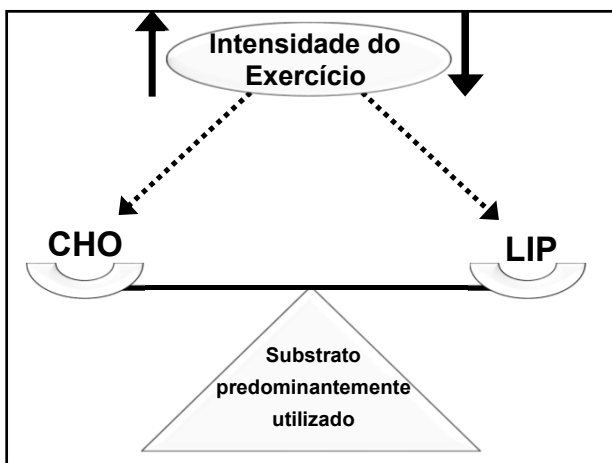 Intensidade do
Exercício
CHO
LIP
Substrato
predominantemente
utilizado